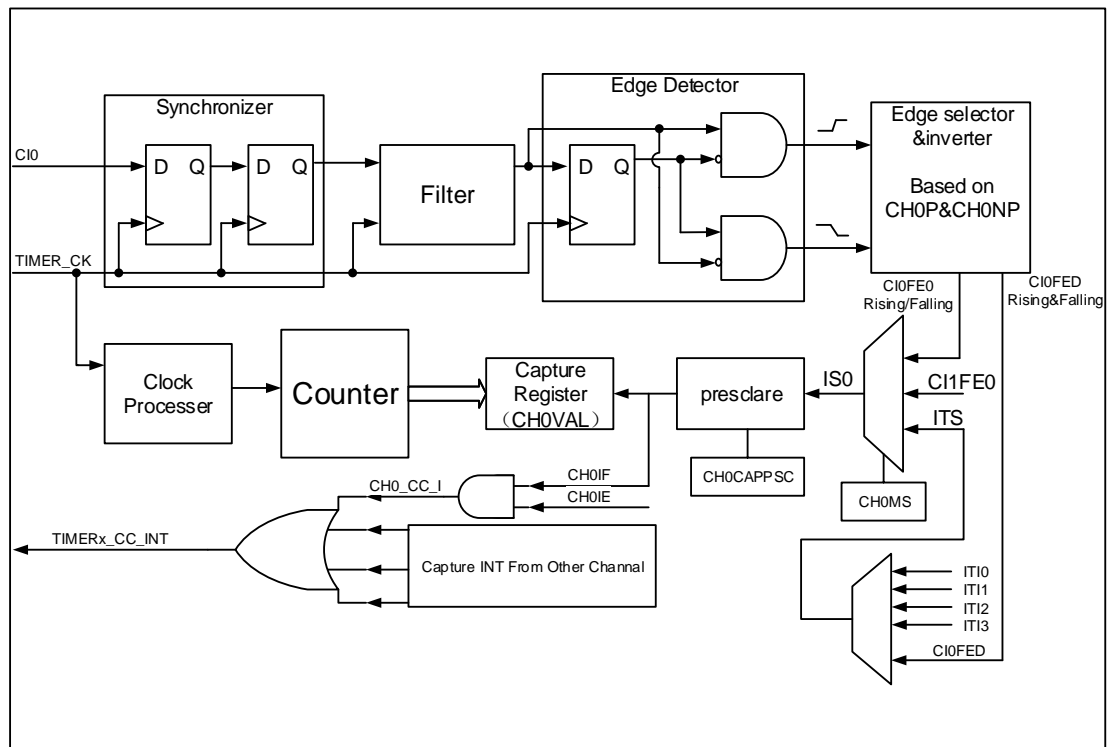 Synchronizer
Edge Detector
Edge selector
&inverter
Based on
CH0P&CH0NP
CI0
D Q
D Q
Filter
D Q
TIMER_CK
CI0FE0
Rising/Falling
CI0FED
Rising&Falling
Clock
Processer
Counter
Capture
Register
（CH0VAL）
presclare
IS0
CI1FE0
ITS
CH0CAPPSC
CH0MS
CH0_CC_I
CH0IF
CH0IE
TIMERx_CC_INT
Capture INT From Other Channal
ITI0
ITI1
ITI2
ITI3
CI0FED